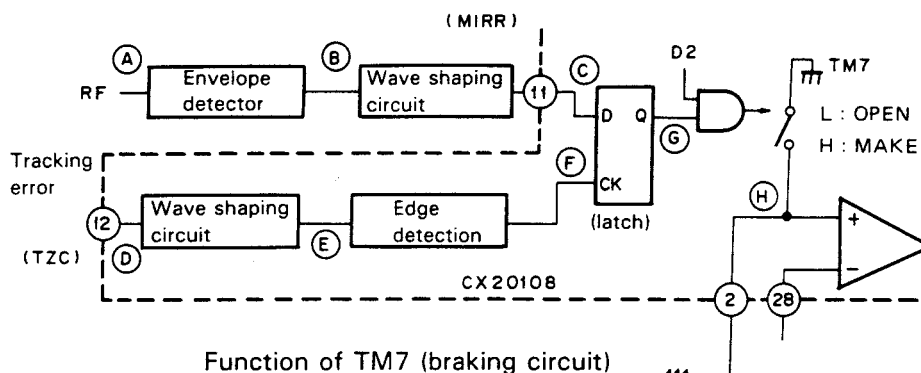 (MIRR)
A
B
C
D2
TM7
RF
Envelope
detector
Wave shaping
circuit
11
D Q
G
L : OPEN
H : MAKE
Tracking
error
F
CK
(latch)
H
12
Wave shaping
circuit
Edge
detection
(TZC)
D
E
+
−
CX20108
2
28
Function of TM7 (braking circuit)